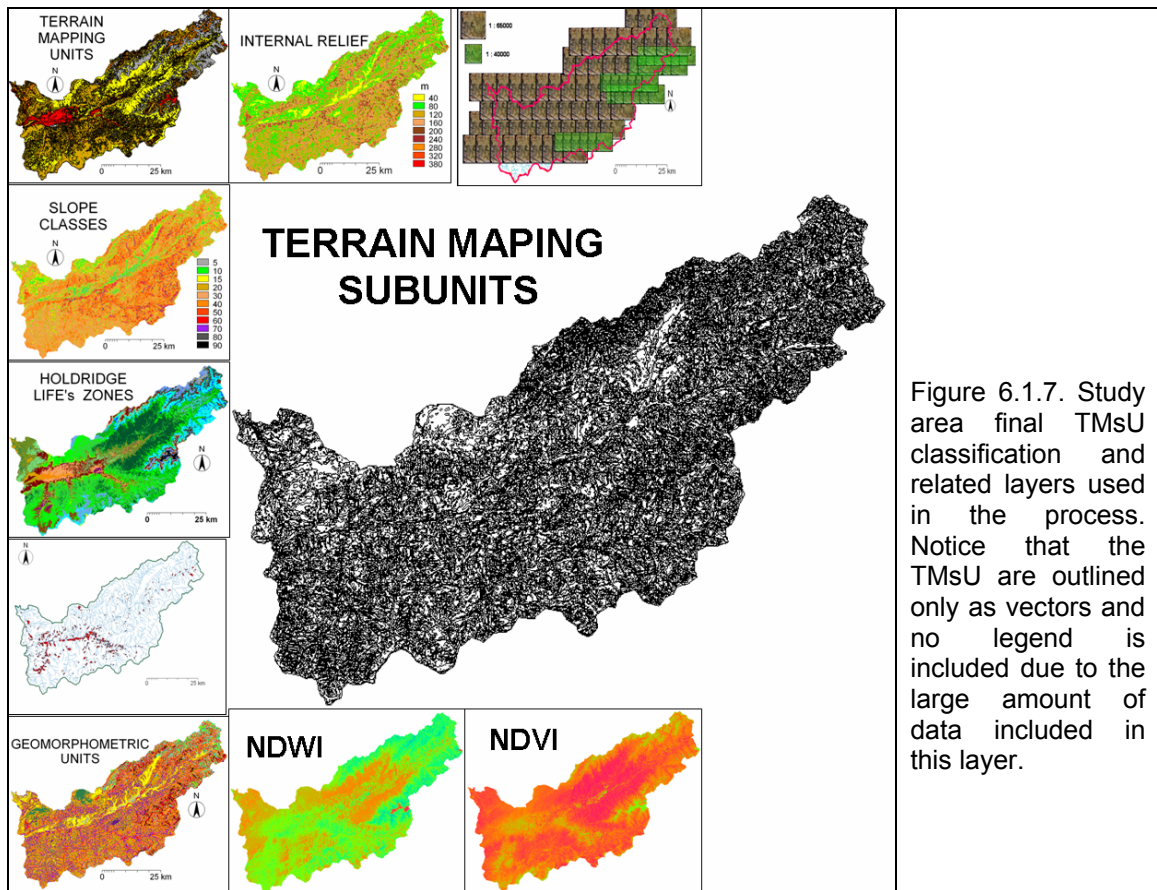 TERRAIN
MAPPING
UNITS
N
0 25 km
INTERNAL RELIEF
N
m
40
80
120
160
200
240
280
320
380
0 25 km
1 : 65000
1 : 40000
N
0 25 km
SLOPE
CLASSES
N
5
10
15
20
30
40
50
60
70
80
90
0 25 km
TERRAIN MAPING
SUBUNITS
HOLDRIDGE
LIFE's ZONES
N
0 25 km
N
0 25 km
GEOMORPHOMETRIC
UNITS
N
0 25 km
NDWI
NDVI
Figure 6.1.7. Study
area final TMsU
classification and
related layers used
in the process.
Notice that the
TMsU are outlined
only as vectors and
no legend is
included due to the
large amount of
data included in
this layer.